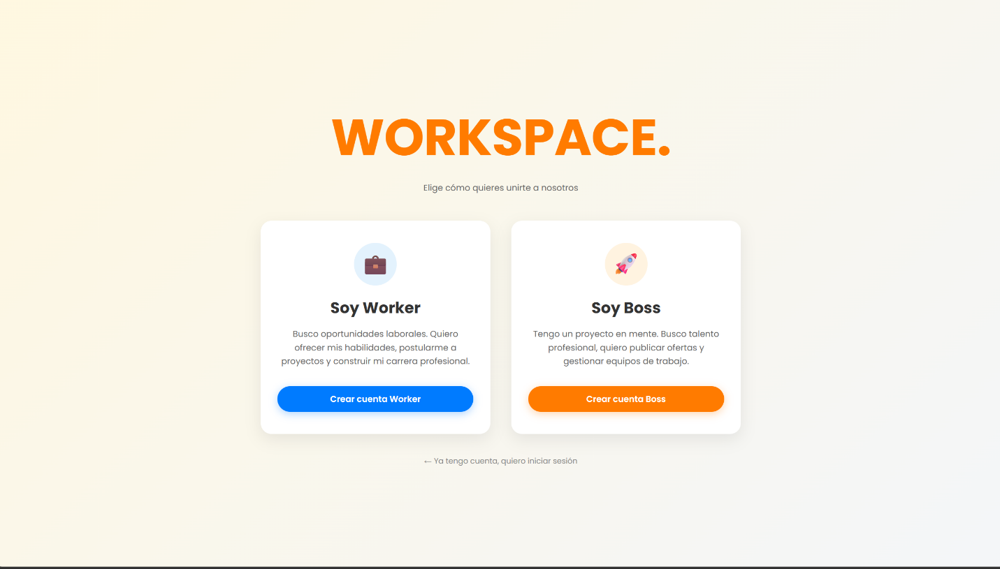 WORKSPACE.
Elige cómo quieres unirte a nosotros
Soy Worker
Busco oportunidades laborales. Quiero
ofrecer mis habilidades, postularme a
proyectos y construir mi carrera profesional.
Crear cuenta Worker
Soy Boss
Tengo un proyecto en mente. Busco talento
profesional, quiero publicar ofertas y
gestionar equipos de trabajo.
Crear cuenta Boss
← Ya tengo cuenta, quiero iniciar sesión